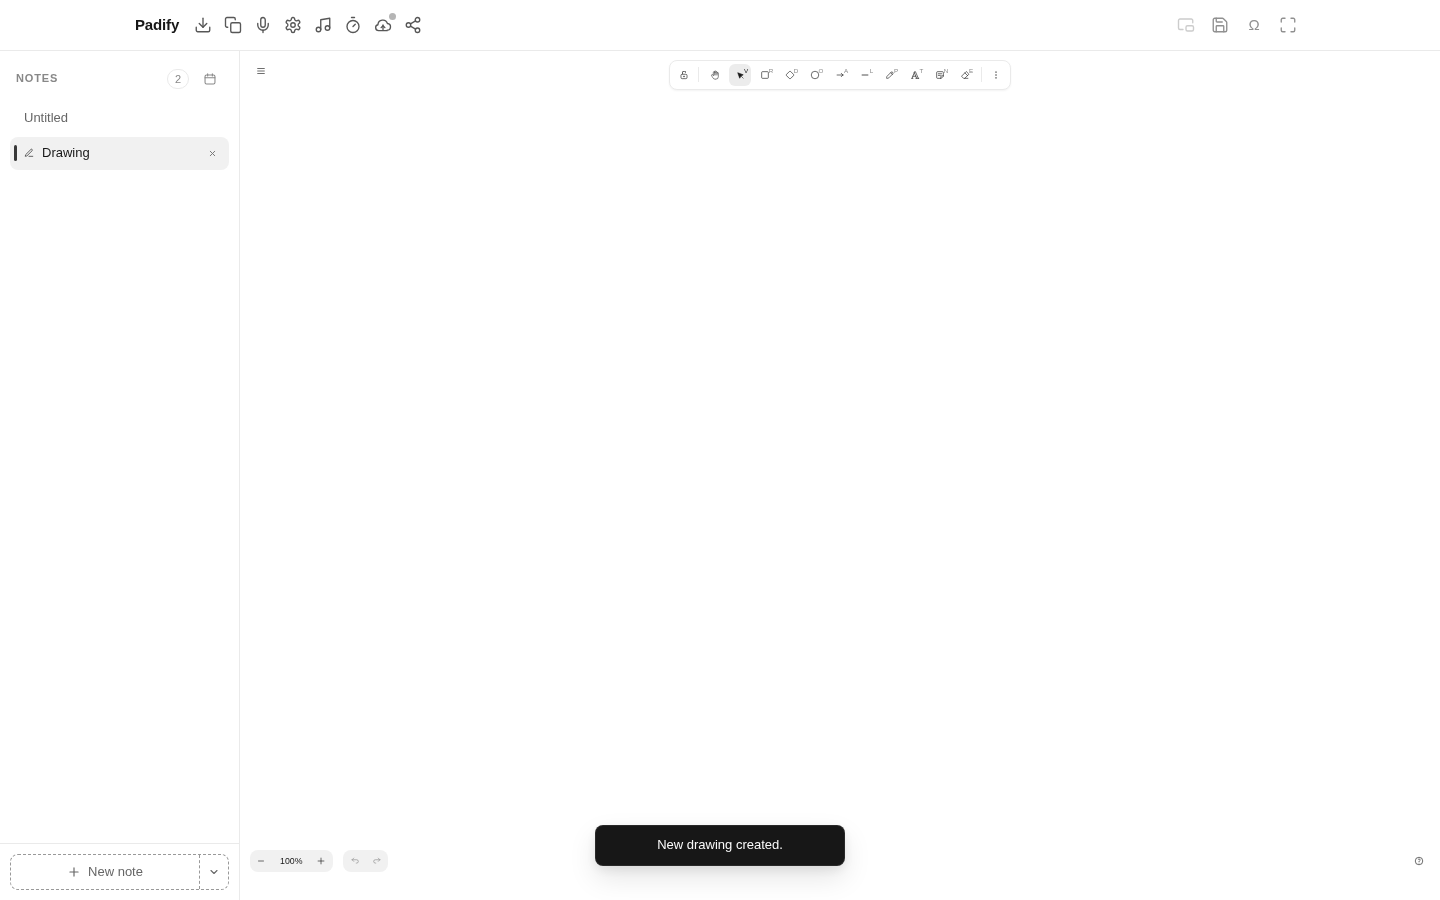 Padify
Ω
NOTES
2
Untitled
Drawing
V
R
D
O
A
L
P
T
N
E
New drawing created.
100%
New note